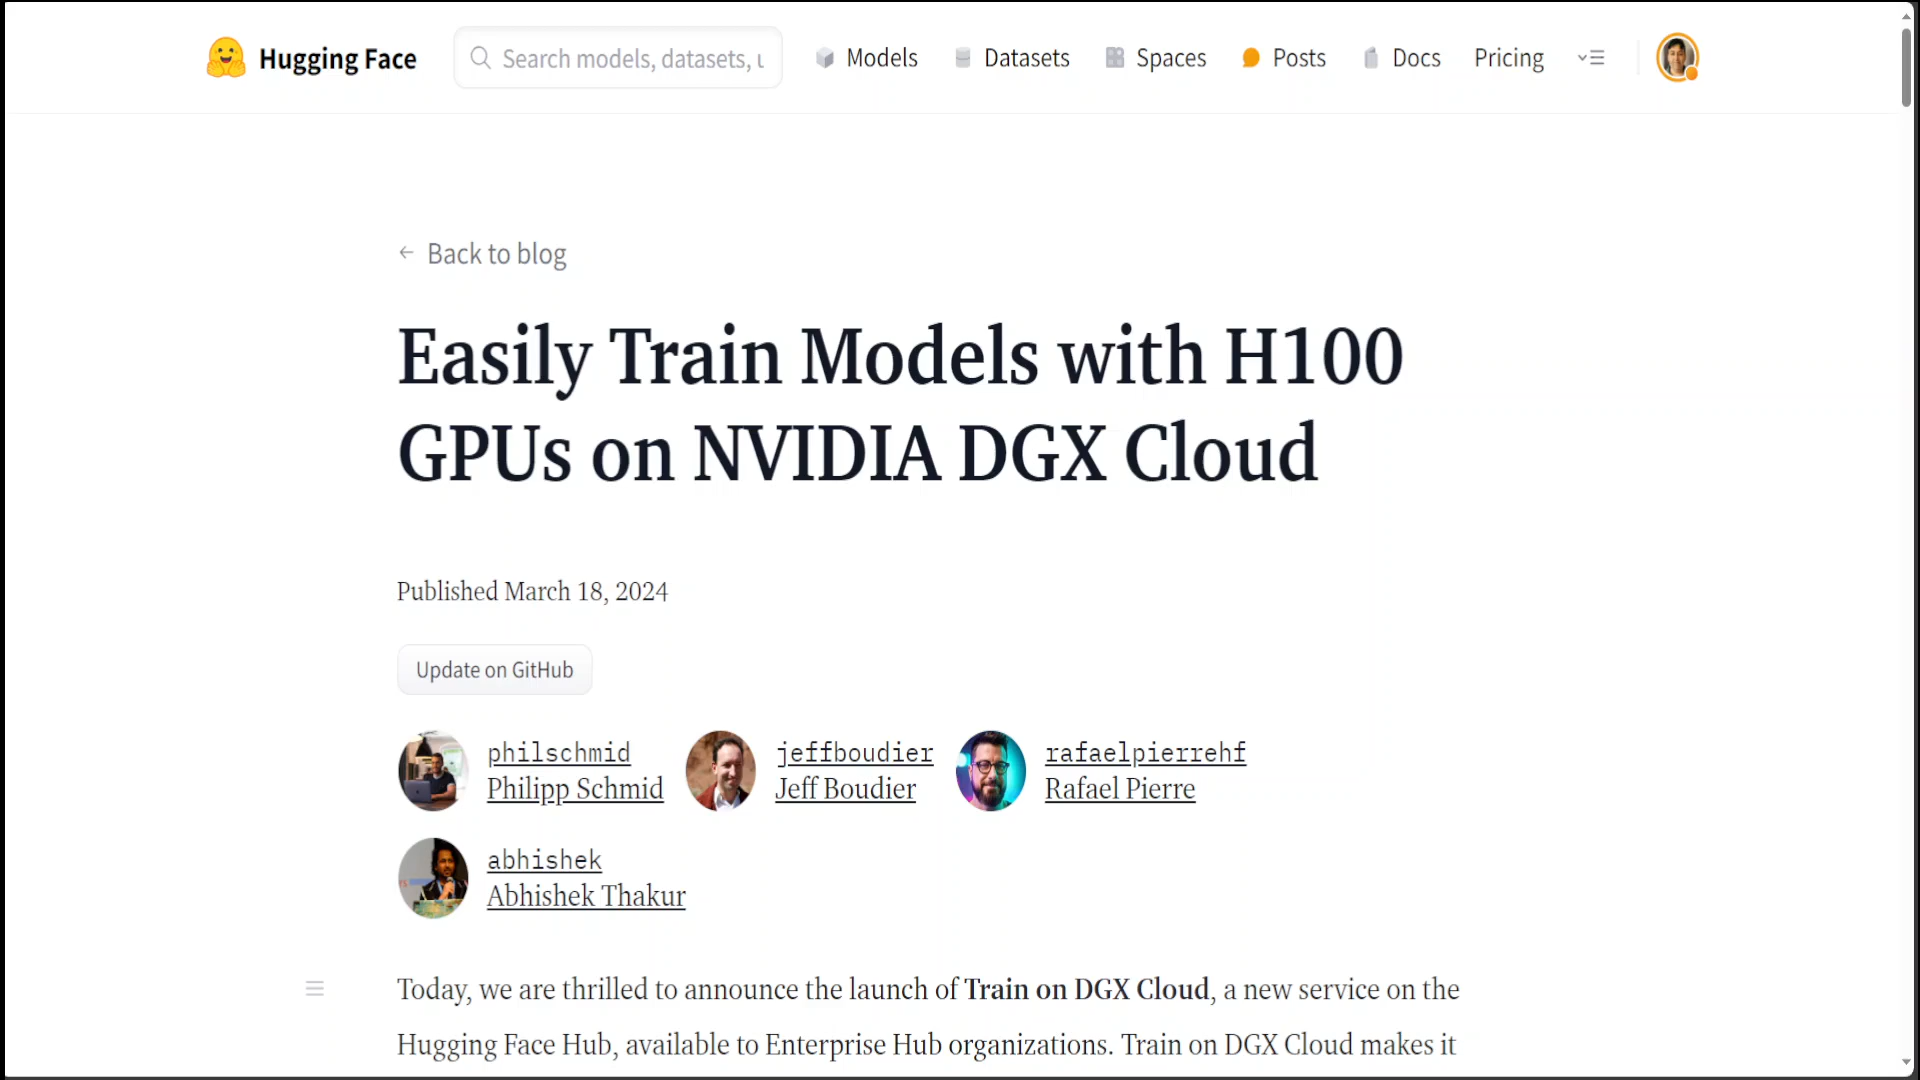 Hugging Face
Search models, datasets, u
Models
Datasets
Spaces
Posts
Docs
Pricing
← Back to blog
Easily Train Models with H100
GPUs on NVIDIA DGX Cloud
Published March 18, 2024
Update on GitHub
philschmid
Philipp Schmid
jeffboudier
Jeff Boudier
rafaelpierrehf
Rafael Pierre
abhishek
Abhishek Thakur
Today, we are thrilled to announce the launch of Train on DGX Cloud, a new service on the
Hugging Face Hub, available to Enterprise Hub organizations. Train on DGX Cloud makes it